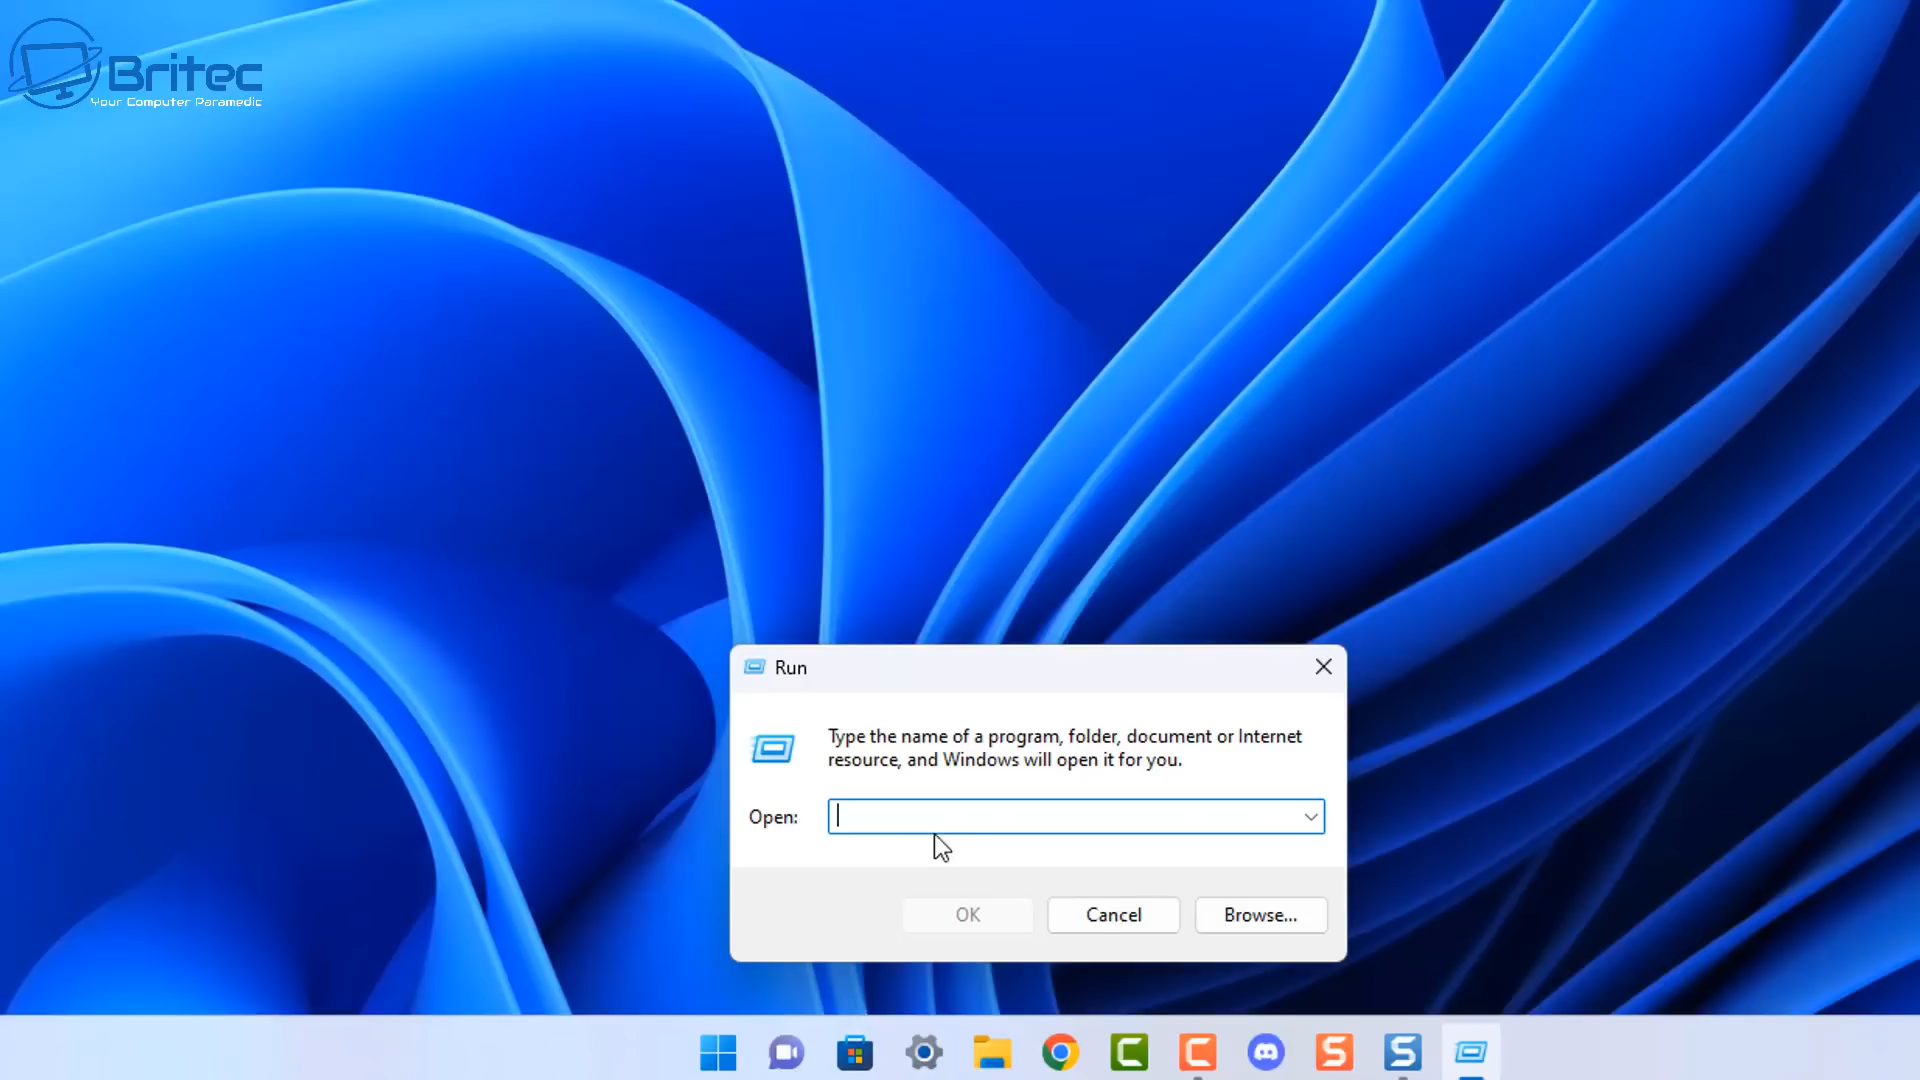 Britec
Your Computer Paramedic
Run
Type the name of a program, folder, document or Internet
resource, and Windows will open it for you.
Open:
OK
Cancel
Browse...